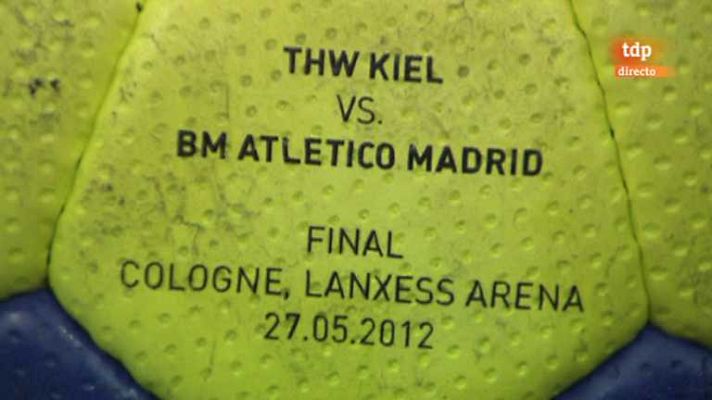 tdp
directo
THW KIEL
VS.
BM ATLETICO MADRID
FINAL
COLOGNE, LANXESS ARENA
27.05.2012